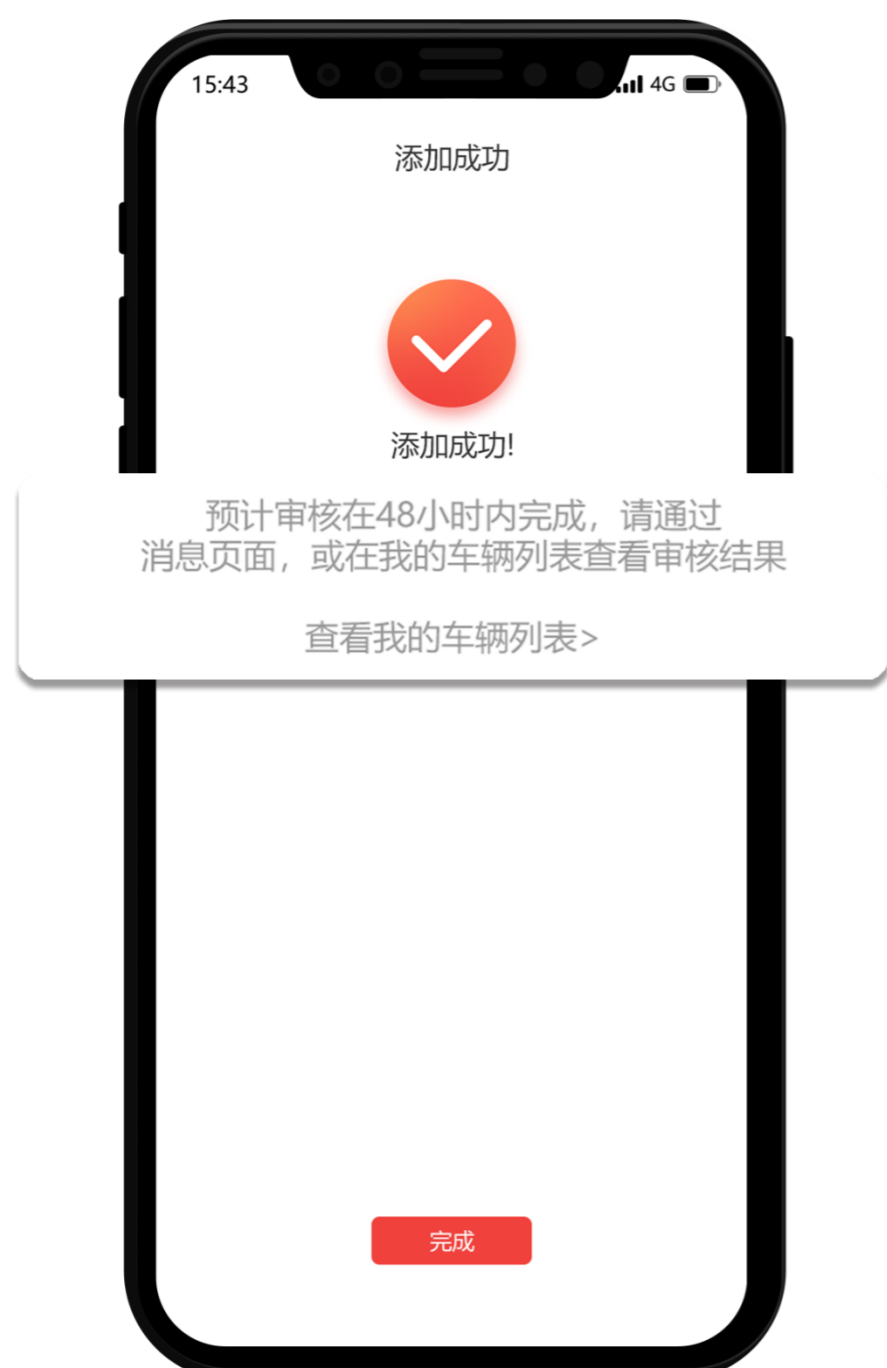 15:43 4G
添加成功
添加成功!
预计审核在48小时内完成，请通过
消息页面，或在我的车辆列表查看审核结果
查看我的车辆列表>
完成